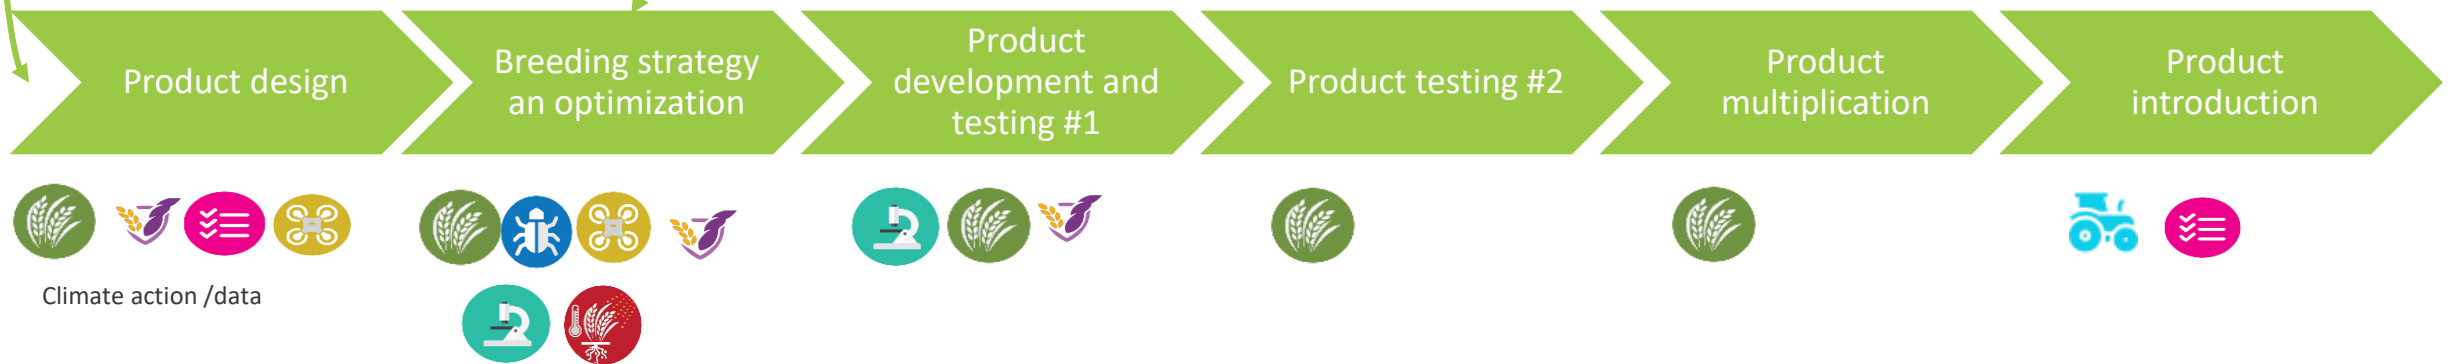 Product design
Breeding strategy
an optimization
Product
development and
testing #1
Product testing #2
Product
multiplication
Product
introduction
Climate action /data